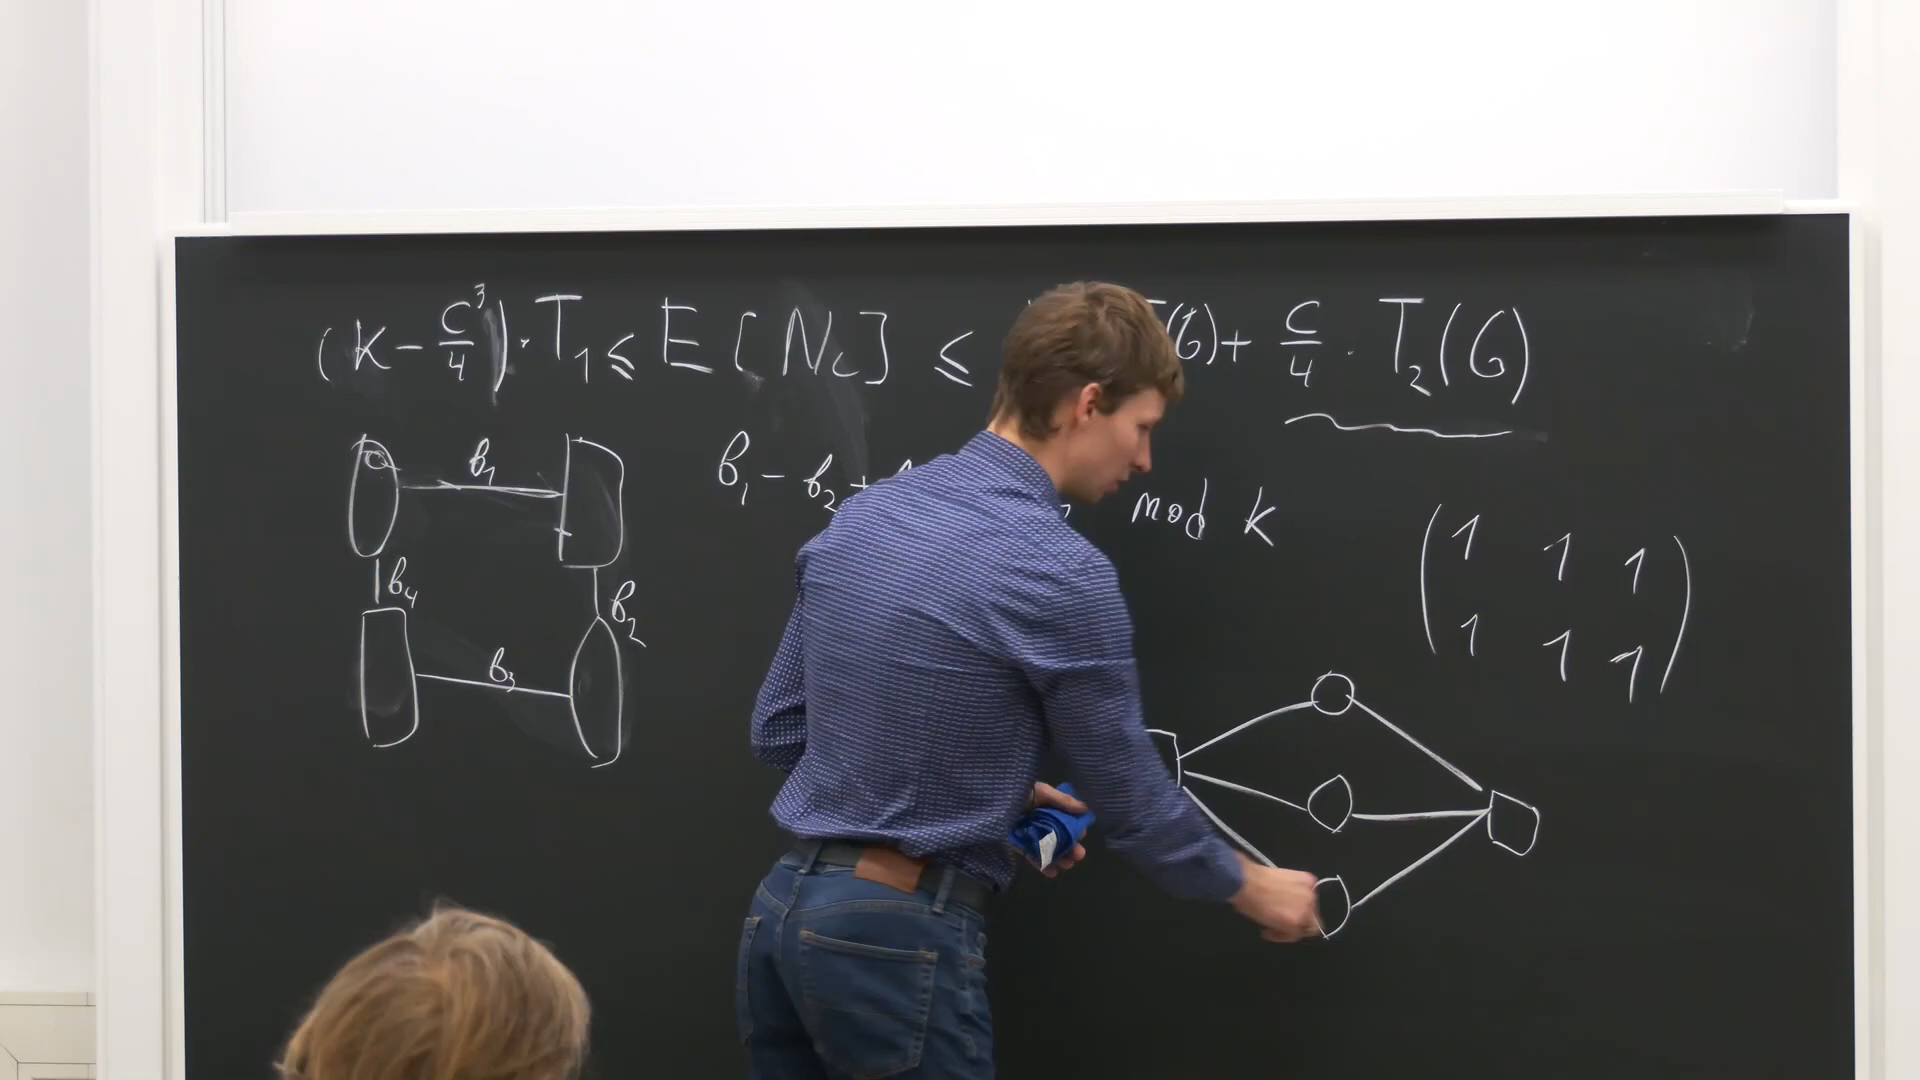 (K - C³/4) · T₁ ≤ E[N_c] ≤ (G) + C/4 · T₂(G)
b₁ - b₂ + mod k
b₁
b₄
b₂
b₃
1 1 1
1 1 1